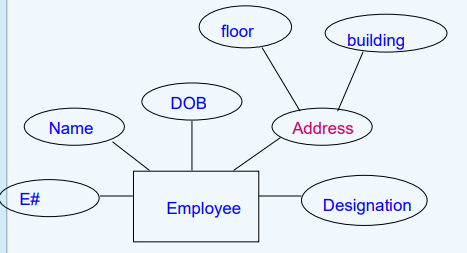 floor
building
DOB
Name
Address
E#
Employee
Designation